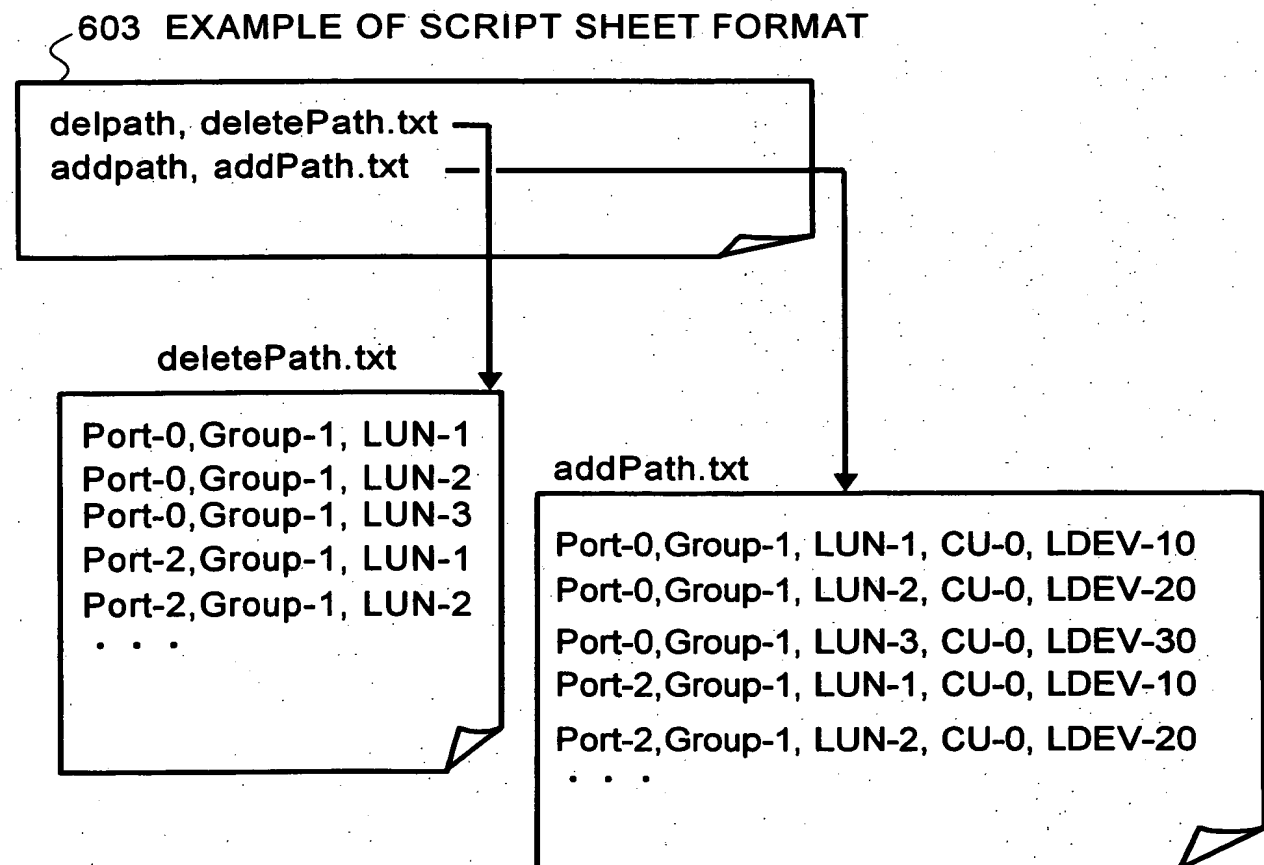 603 EXAMPLE OF SCRIPT SHEET FORMAT
delpath, deletePath.txt
addpath, addPath.txt
deletePath.txt
Port-0,Group-1, LUN-1
Port-0,Group-1, LUN-2
Port-0,Group-1, LUN-3
Port-2,Group-1, LUN-1
Port-2,Group-1, LUN-2
. . .
addPath.txt
Port-0,Group-1, LUN-1, CU-0, LDEV-10
Port-0,Group-1, LUN-2, CU-0, LDEV-20
Port-0,Group-1, LUN-3, CU-0, LDEV-30
Port-2,Group-1, LUN-1, CU-0, LDEV-10
Port-2,Group-1, LUN-2, CU-0, LDEV-20
. . .